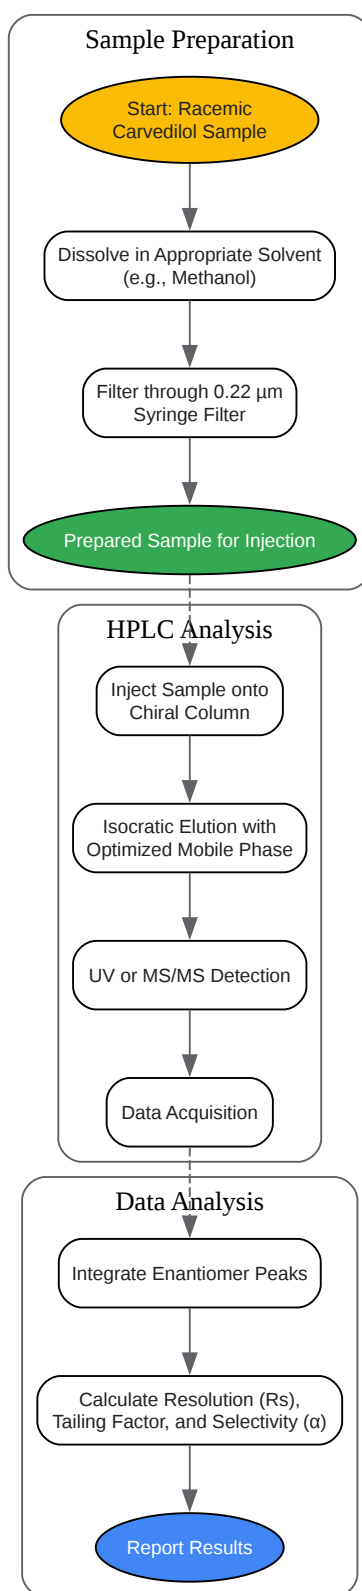 Sample Preparation
Start: Racemic
Carvedilol Sample
Dissolve in Appropriate Solvent
(e.g., Methanol)
Filter through 0.22 µm
Syringe Filter
Prepared Sample for Injection
HPLC Analysis
Inject Sample onto
Chiral Column
Isocratic Elution with
Optimized Mobile Phase
UV or MS/MS Detection
Data Acquisition
Data Analysis
Integrate Enantiomer Peaks
Calculate Resolution (Rs),
Tailing Factor, and Selectivity (α)
Report Results